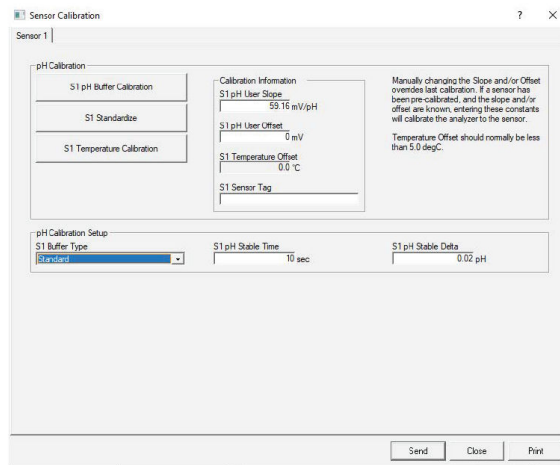 Sensor Calibration
Sensor 1
pH Calibration
S1 pH Buffer Calibration
S1 Standardize
S1 Temperature Calibration
Calibration Information
S1 pH User Slope
59.16 mV/pH
S1 pH User Offset
0 mV
S1 Temperature Offset
0.0 °C
S1 Sensor Tag
Manually changing the Slope and/or Offset
overrides last calibration. If a sensor has
been pre-calibrated, and the slope and/or
offset are known, entering these constants
will calibrate the analyzer to the sensor.
Temperature Offset should normally be less
than 5.0 degC.
pH Calibration Setup
S1 Buffer Type
Standard
S1 pH Stable Time
10 sec
S1 pH Stable Delta
0.02 pH
Send
Close
Print